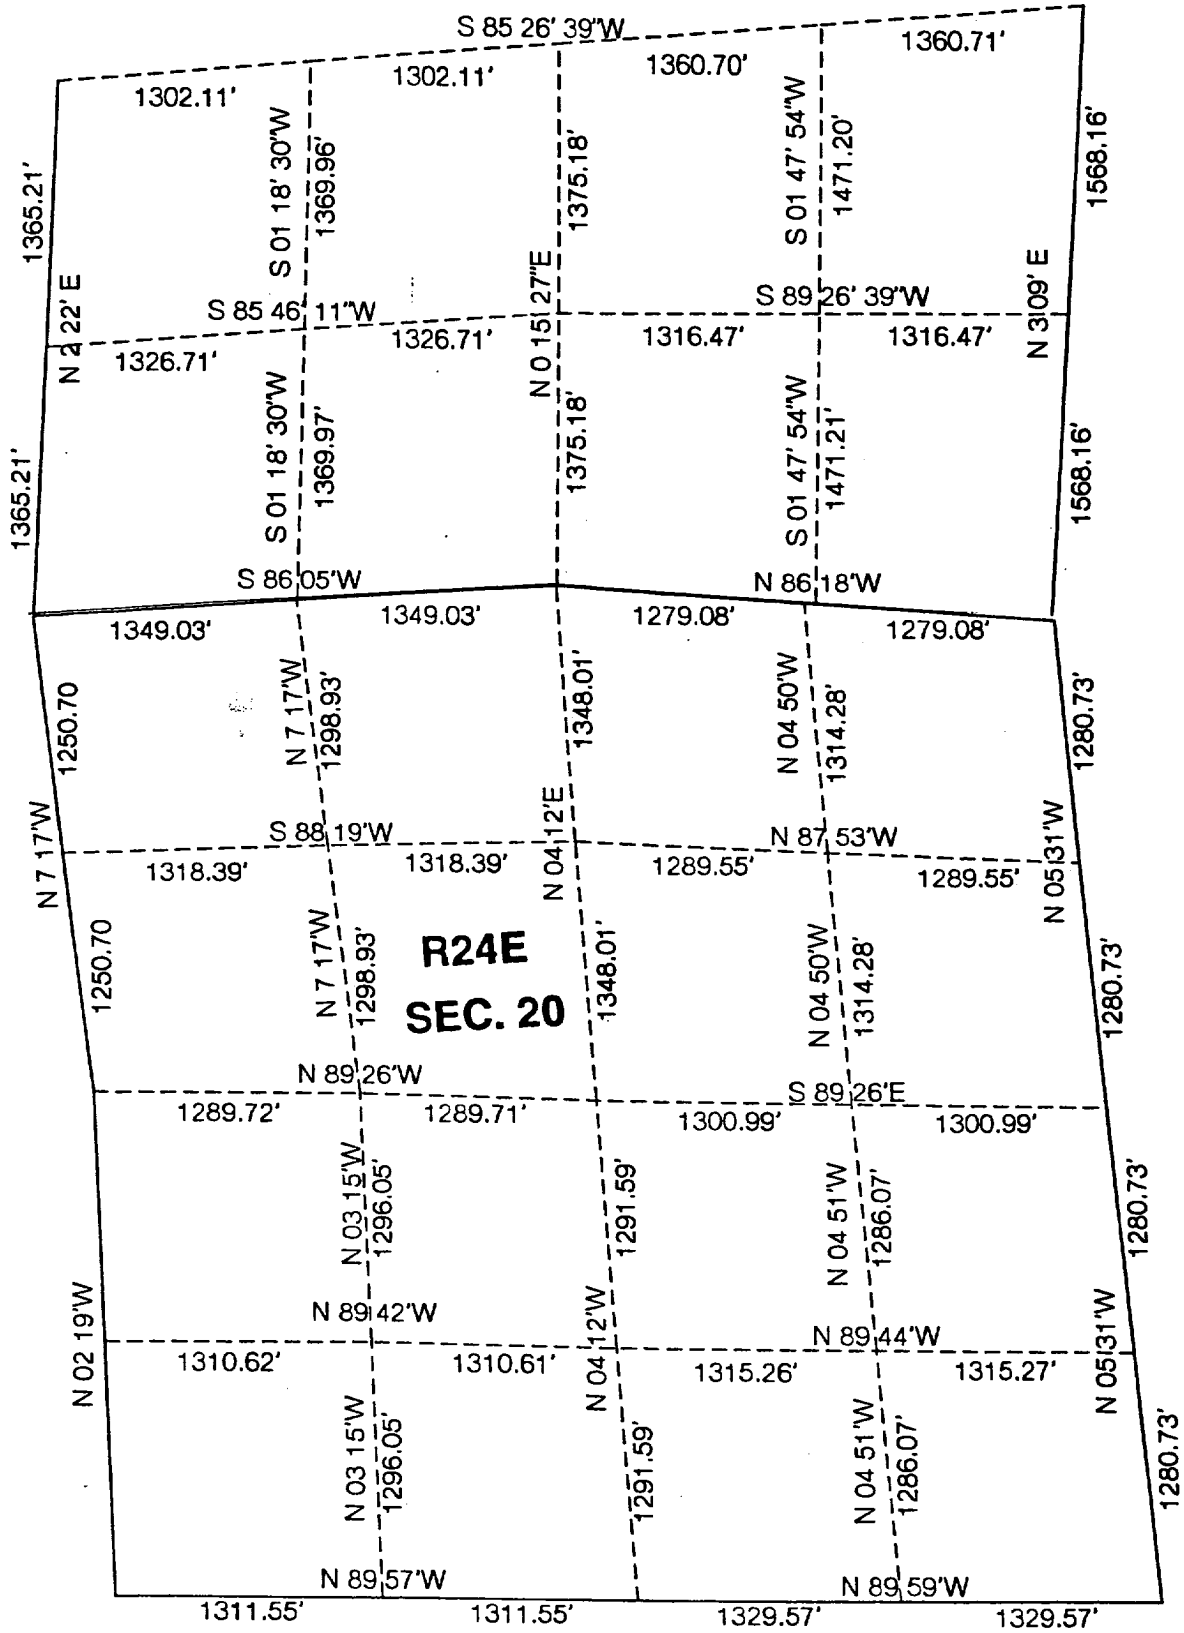 S 85 26' 39"W
1302.11'
1302.11'
1360.70'
1360.71'
1365.21'
S 01 18' 30"W
1369.96'
1375.18'
S 01 47' 54"W
1471.20'
1568.16'
N 2 22' E
S 85 46' 11"W
N 0 15 27"E
S 89 26' 39"W
N 3 09' E
1326.71'
1326.71'
1316.47'
1316.47'
1365.21'
S 01 18' 30"W
1369.97'
1375.18'
S 01 47' 54"W
1471.21'
1568.16'
S 86 05'W
N 86 18'W
1349.03'
1349.03'
1279.08'
1279.08'
1250.70
N 7 17'W
1298.93'
1348.01'
N 04 50'W
1314.28'
1280.73'
N 7 17'W
S 88 19'W
N 04 12'E
N 87 53'W
N 05 31'W
1318.39'
1318.39'
1289.55'
1289.55'
1250.70
N 7 17'W
1298.93'
R24E
SEC. 20
1348.01'
N 04 50'W
1314.28'
1280.73'
N 89 26'W
S 89 26'E
1289.72'
1289.71'
1300.99'
1300.99'
N 03 15'W
1296.05'
1291.59'
N 04 51'W
1286.07'
1280.73'
N 02 19'W
N 89 42'W
N 04 12'W
N 89 44'W
N 05 31'W
1310.62'
1310.61'
1315.26'
1315.27'
N 03 15'W
1296.05'
1291.59'
N 04 51'W
1286.07'
1280.73'
N 89 57'W
N 89 59'W
1311.55'
1311.55'
1329.57'
1329.57'